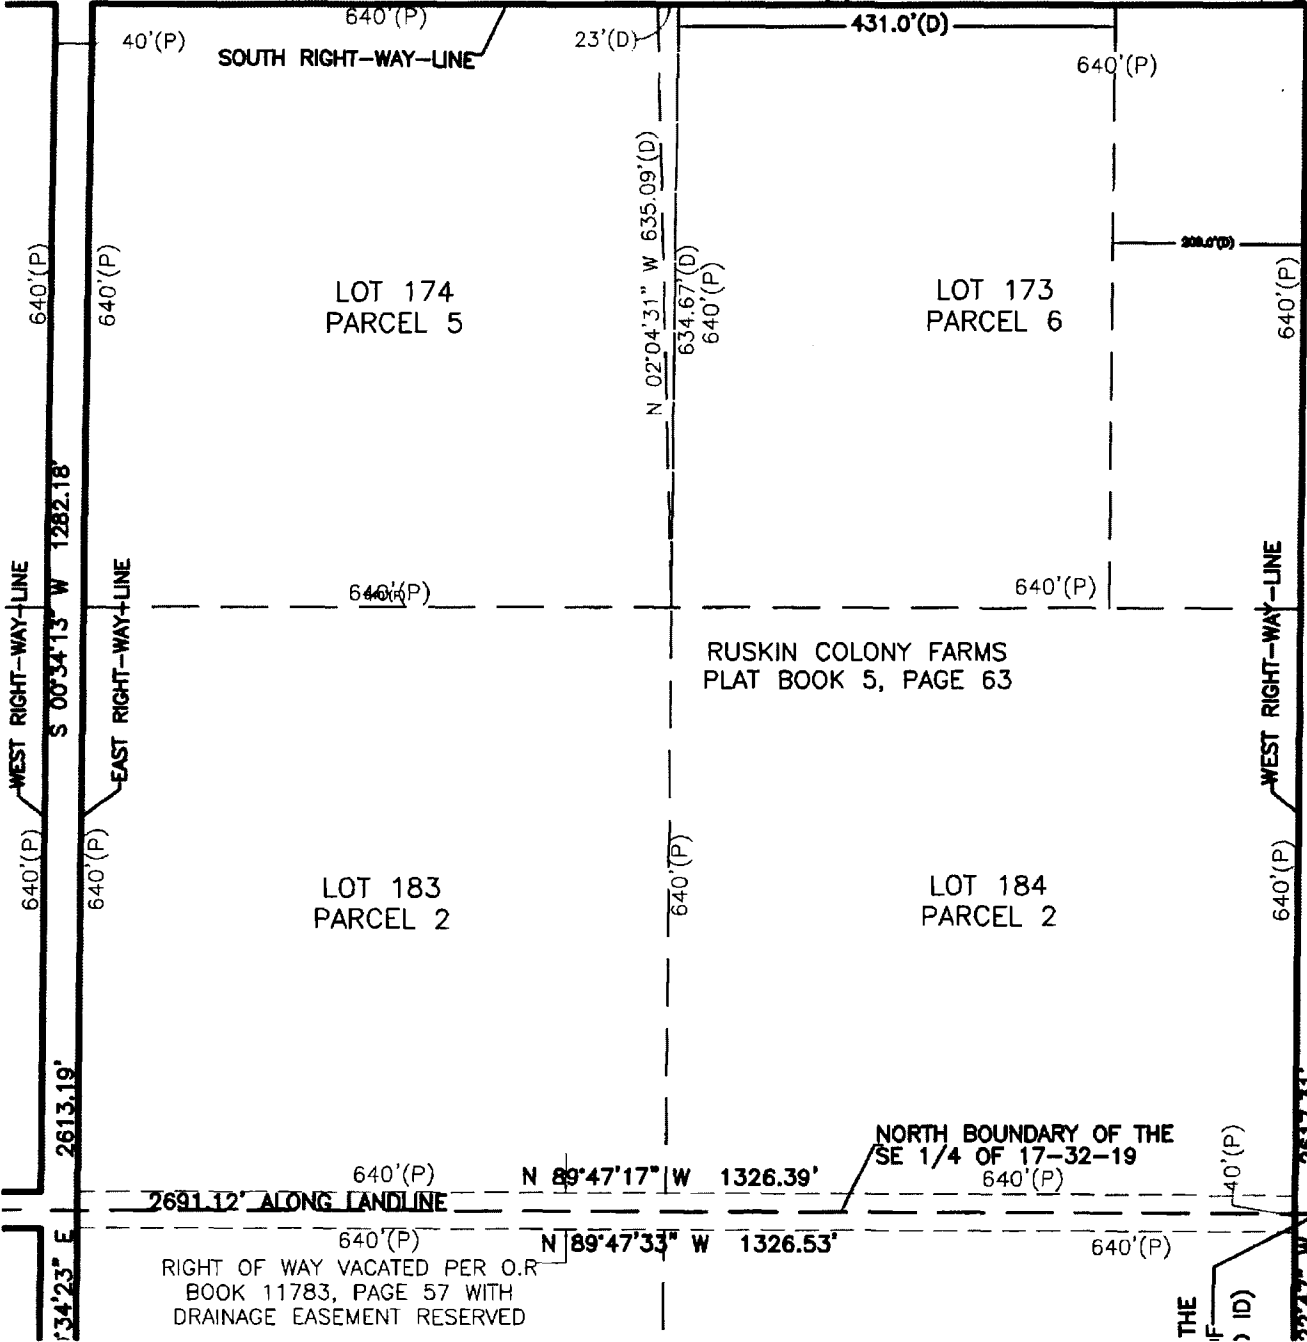 640'(P)
40'(P)
SOUTH RIGHT-WAY-LINE
23'(D)
431.0'(D)
640'(P)
N 02°04'31" W 635.09'(D)
634.67'(D)
640'(P)
209.0'(D)
640'(P)
640'(P)
640'(P)
LOT 174
PARCEL 5
LOT 173
PARCEL 6
S 00°34'13" W 1282.18'
WEST RIGHT-WAY-LINE
EAST RIGHT-WAY-LINE
WEST RIGHT-WAY-LINE
640'(P)
640'(P)
RUSKIN COLONY FARMS
PLAT BOOK 5, PAGE 63
640'(P)
640'(P)
640'(P)
640'(P)
LOT 183
PARCEL 2
LOT 184
PARCEL 2
2613.19'
NORTH BOUNDARY OF THE
SE 1/4 OF 17-32-19
640'(P)
N 89°47'17" W 1326.39'
640'(P)
40'(P)
2691.12' ALONG LANDLINE
640'(P)
N 89°47'33" W 1326.53'
640'(P)
RIGHT OF WAY VACATED PER O.R
BOOK 11783, PAGE 57 WITH
DRAINAGE EASEMENT RESERVED
°34'23" E
THE
ID)